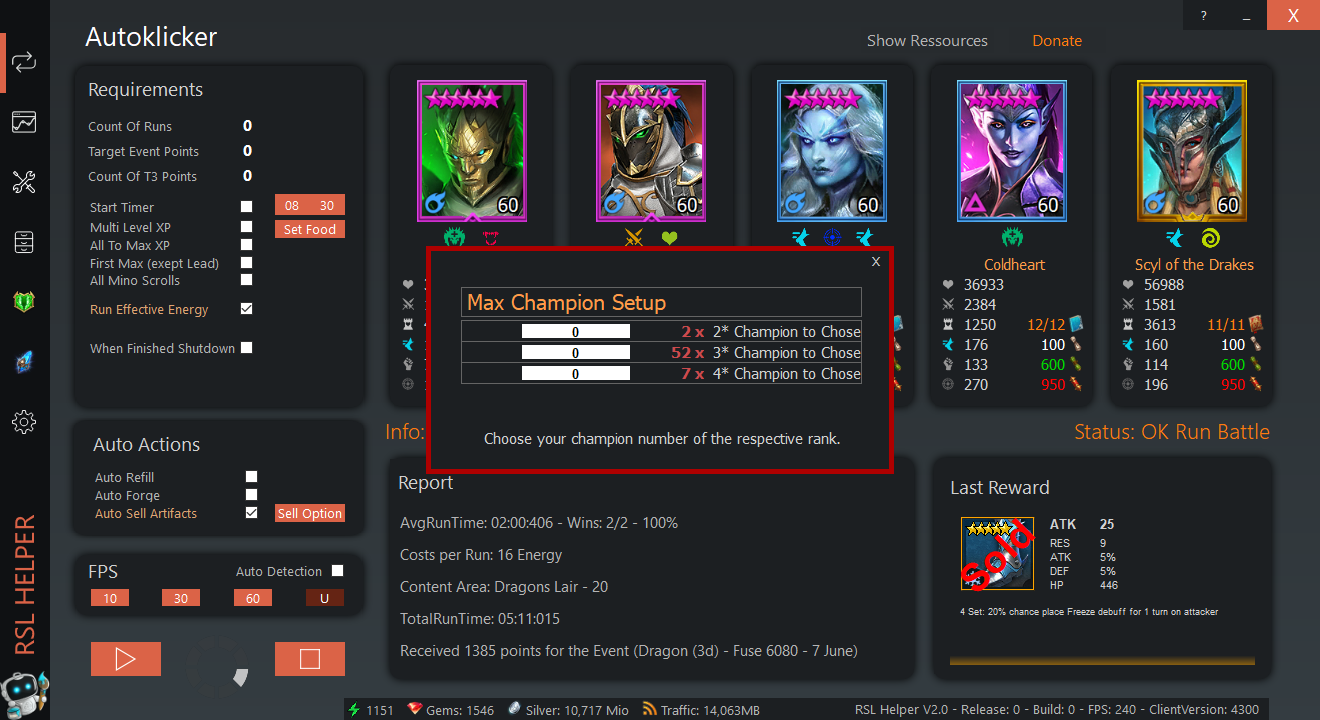 ?
_
X
Autoklicker
Show Ressources
Donate
Requirements
Count Of Runs 0
Target Event Points 0
Count Of T3 Points 0
Start Timer 08 30
Multi Level XP Set Food
All To Max XP
First Max (exept Lead)
All Mino Scrolls
Run Effective Energy
When Finished Shutdown
Auto Actions
Auto Refill
Auto Forge
Auto Sell Artifacts Sell Option
FPS Auto Detection
10 30 60 U
RSL HELPER
60
60
60
60
60
Coldheart
36933
2384
1250 12/12
176 100
133 600
270 950
Scyl of the Drakes
56988
1581
3613 11/11
160 100
114 600
196 950
X
Max Champion Setup
0 2 x 2* Champion to Chose
0 52 x 3* Champion to Chose
0 7 x 4* Champion to Chose
Choose your champion number of the respective rank.
Info:
Status: OK Run Battle
Report
AvgRunTime: 02:00:406 - Wins: 2/2 - 100%
Costs per Run: 16 Energy
Content Area: Dragons Lair - 20
TotalRunTime: 05:11:015
Received 1385 points for the Event (Dragon (3d) - Fuse 6080 - 7 June)
Last Reward
Sold
ATK 25
RES 9
ATK 5%
DEF 5%
HP 446
4 Set: 20% chance place Freeze debuff for 1 turn on attacker
1151 Gems: 1546 Silver: 10,717 Mio Traffic: 14,063MB
RSL Helper V2.0 - Release: 0 - Build: 0 - FPS: 240 - ClientVersion: 4300